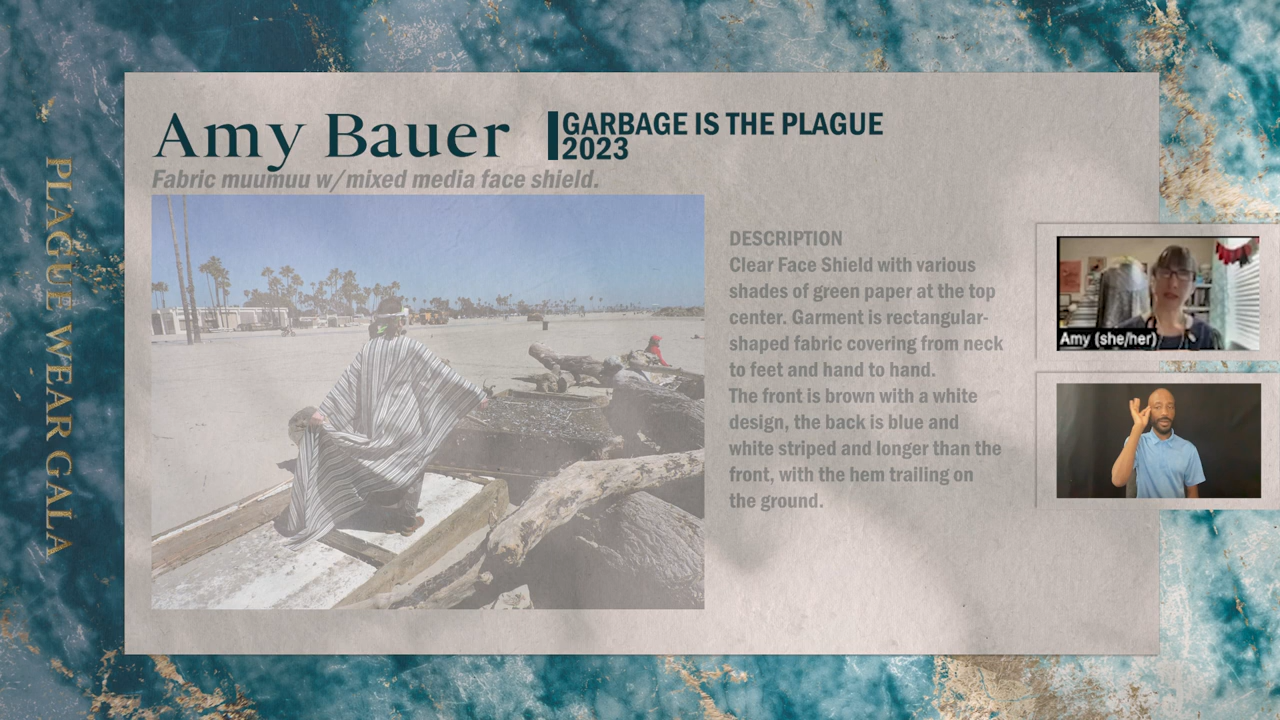 PLAGUE WEAR GALA
Amy Bauer
GARBAGE IS THE PLAGUE
2023
Fabric muumuu w/mixed media face shield.
DESCRIPTION
Clear Face Shield with various
shades of green paper at the top
center. Garment is rectangular-
shaped fabric covering from neck
to feet and hand to hand.
The front is brown with a white
design, the back is blue and
white striped and longer than the
front, with the hem trailing on
the ground.
Amy (she/her)